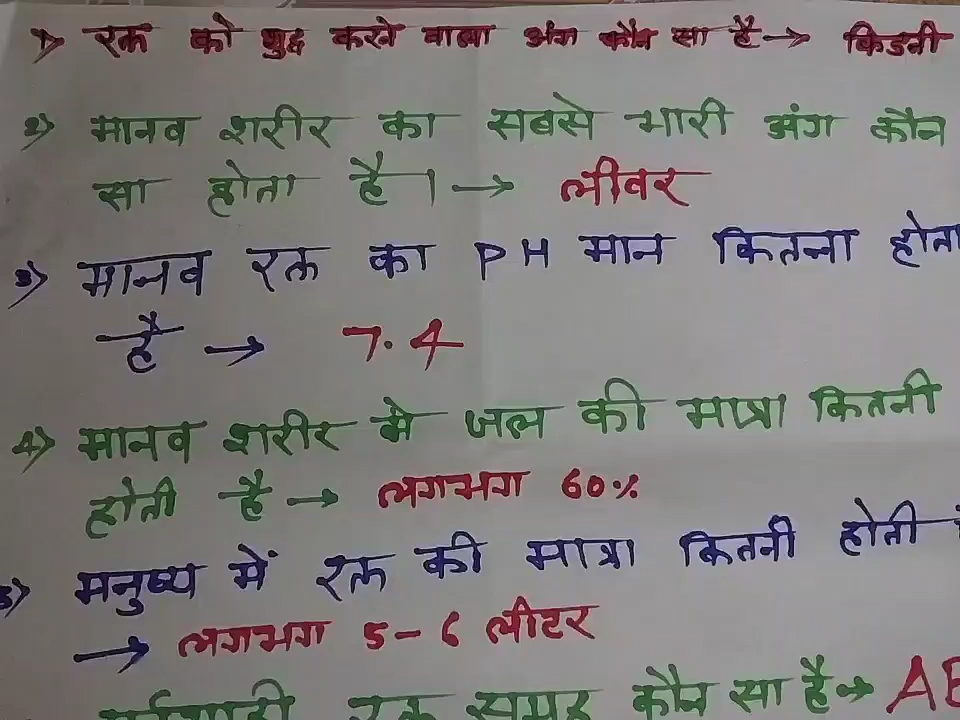 1> रक्त को शुद्ध करने वाला अंग कौन सा है → किडनी
2> मानव शरीर का सबसे भारी अंग कौन
सा होता है। → लीवर
3> मानव रक्त का PH मान कितना होता
है → 7.4
4> मानव शरीर मे जल की मात्रा कितनी
होती है → लगभग 60%
5> मनुष्य में रक्त की मात्रा कितनी होती
→ लगभग 5-6 लीटर
रक्त समूह कौन सा है →